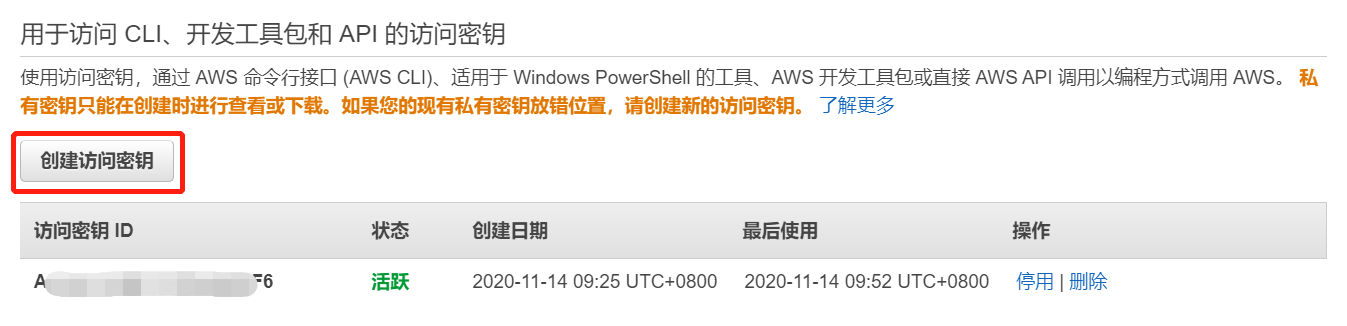 用于访问 CLI、开发工具包和 API 的访问密钥
使用访问密钥，通过 AWS 命令行接口 (AWS CLI)、适用于 Windows PowerShell 的工具、AWS 开发工具包或直接 AWS API 调用以编程方式调用 AWS。 私
有密钥只能在创建时进行查看或下载。如果您的现有私有密钥放错位置，请创建新的访问密钥。 了解更多
创建访问密钥
访问密钥 ID 状态 创建日期 最后使用 操作
A F6 活跃 2020-11-14 09:25 UTC+0800 2020-11-14 09:52 UTC+0800 停用 | 删除